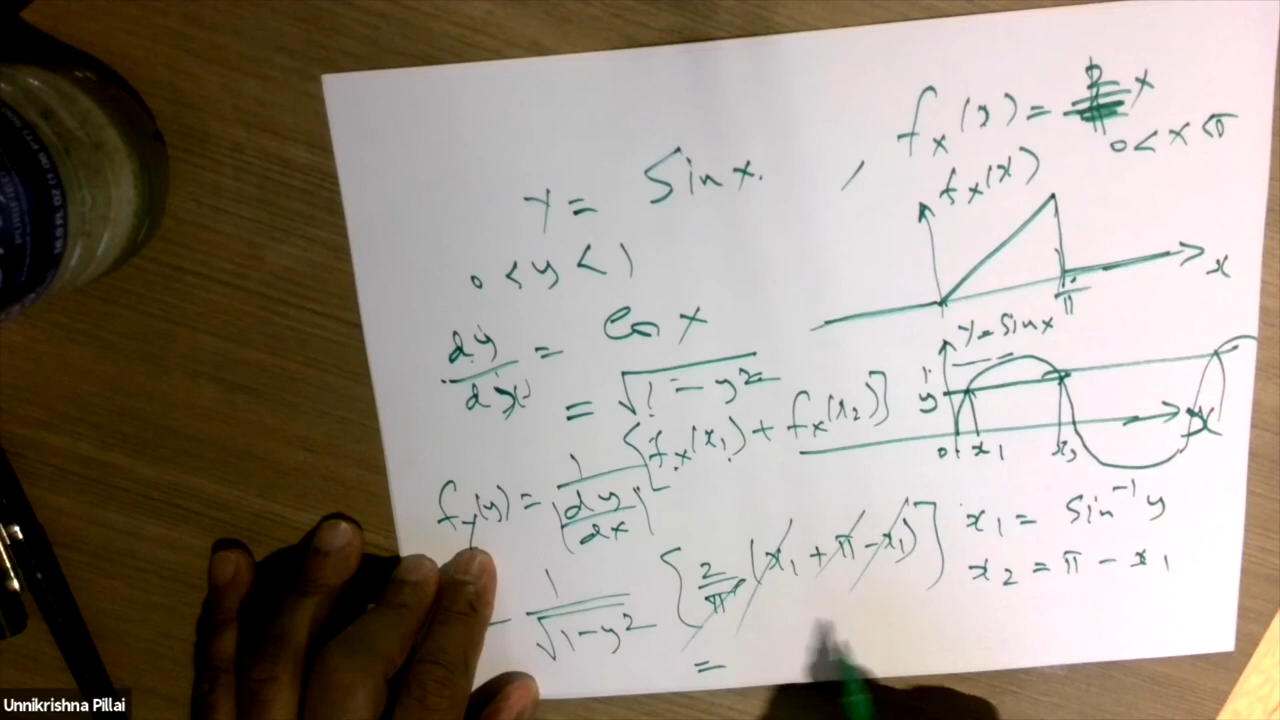 Y = Sin x. , f_X(x) = x
0 < x < π
0 < y < 1
f_X(x)
x
π
dy/dx = Cos x
= √(1 - y²)
Y = Sin x
1
y
0 x₁ x₂ x
f_Y(y) = 1/|dy/dx| [f_X(x₁) + f_X(x₂)]
x₁ = Sin⁻¹ y
x₂ = π - x₁
1/√(1-y²) [2/π² (x₁ + π - x₁)]
=
Unnikrishna Pillai